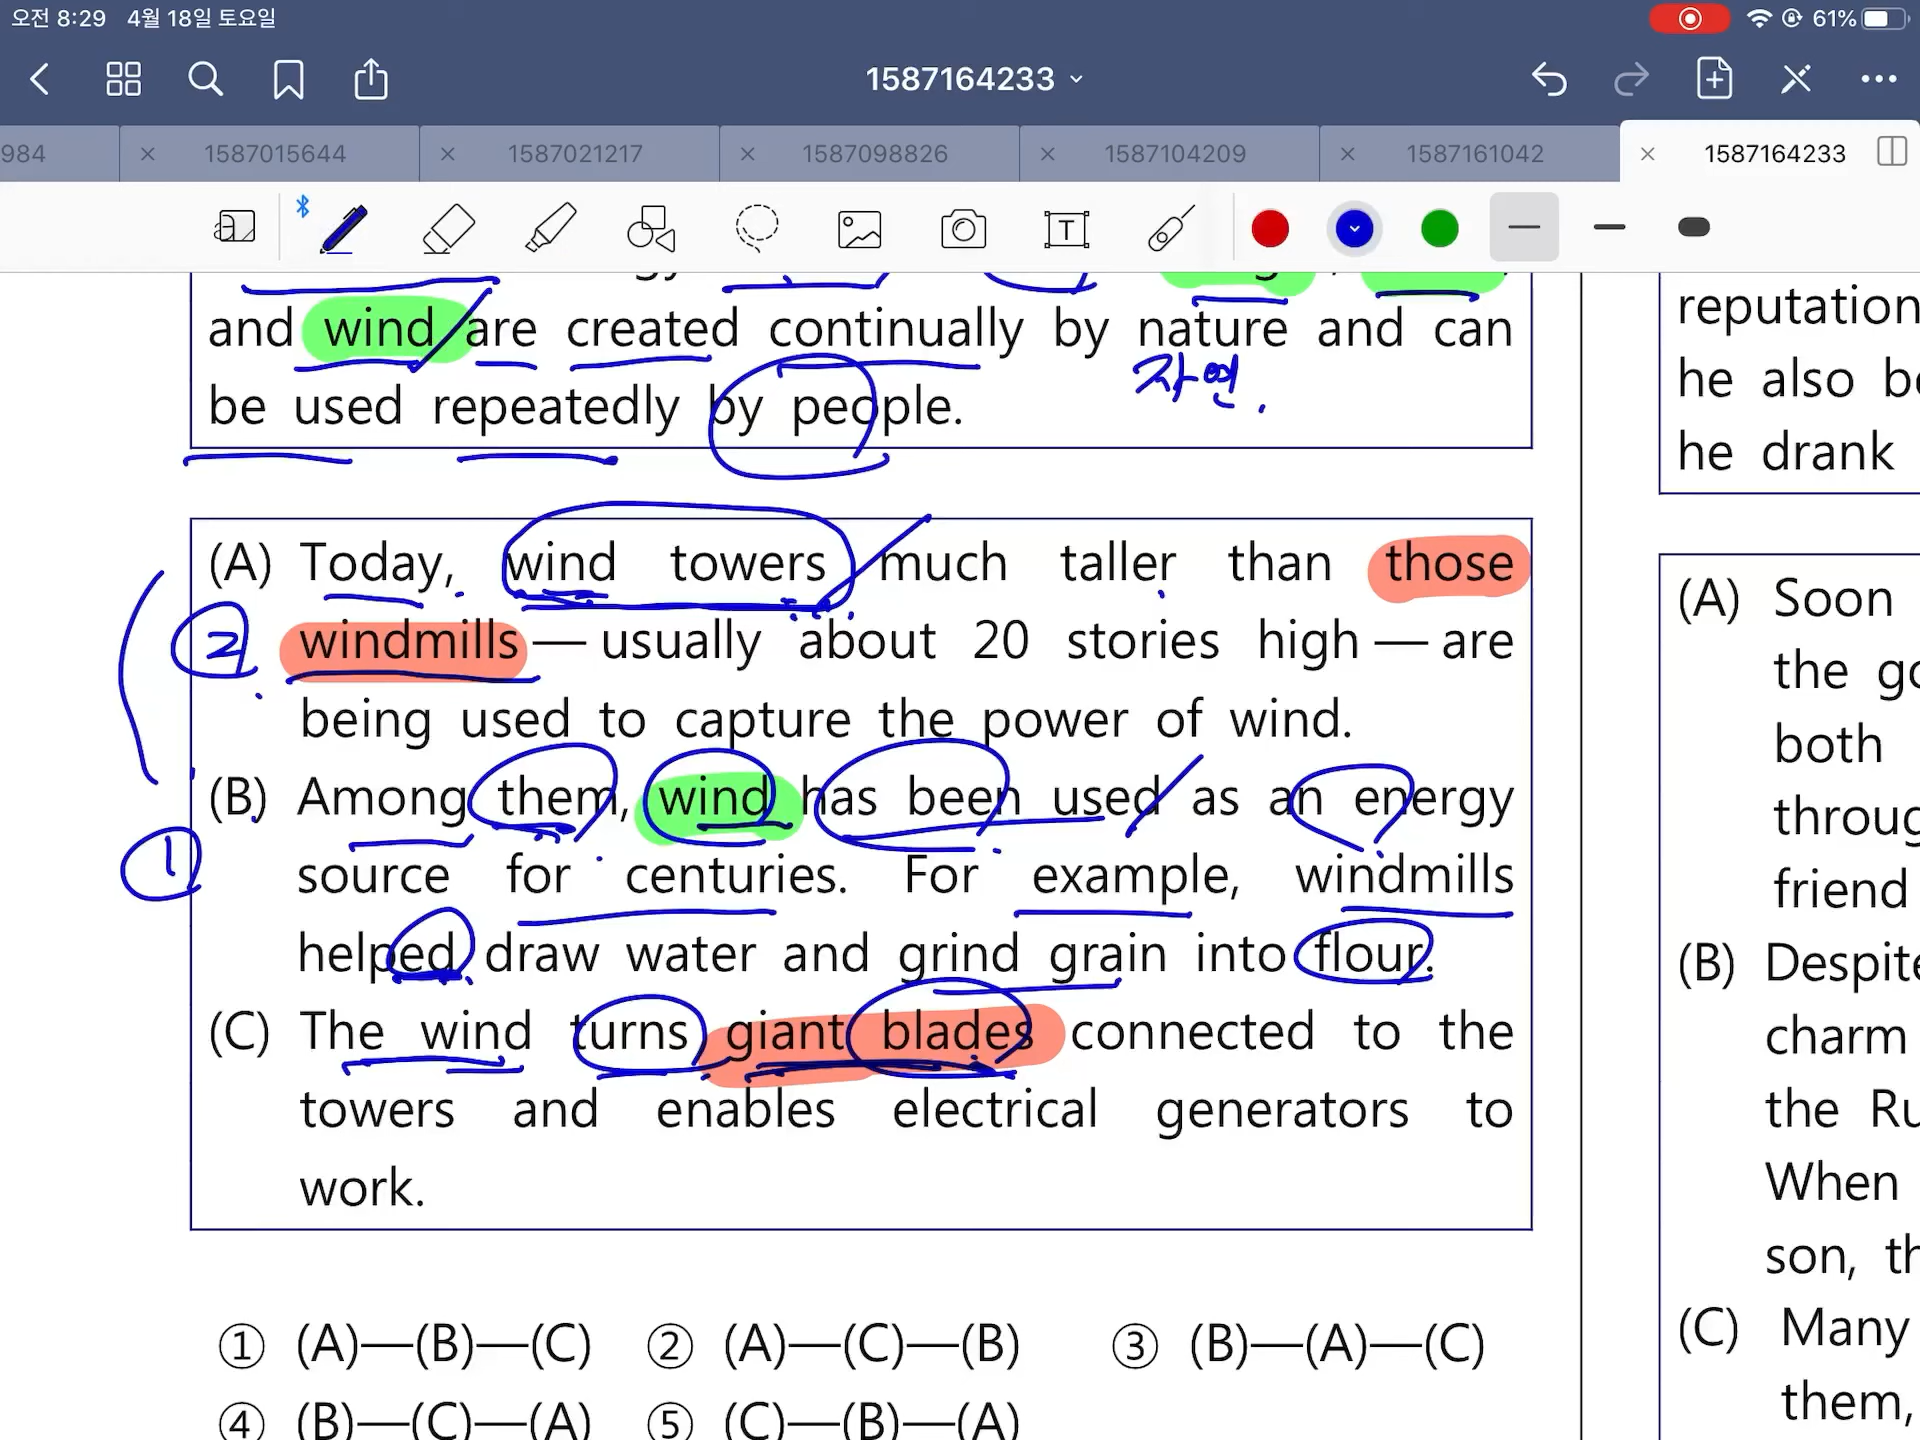 오전 8:29 4월 18일 토요일
61%
1587164233
984
1587015644
1587021217
1587098826
1587104209
1587161042
1587164233
T
and wind are created continually by nature and can
자연.
be used repeatedly by people.
(A) Today, wind towers much taller than those
2
windmills — usually about 20 stories high — are
being used to capture the power of wind.
(B) Among them, wind has been used as an energy
1
source for centuries. For example, windmills
helped draw water and grind grain into flour.
(C) The wind turns giant blades connected to the
towers and enables electrical generators to
work.
① (A)—(B)—(C) ② (A)—(C)—(B) ③ (B)—(A)—(C)
④ (B)—(C)—(A) ⑤ (C)—(B)—(A)
reputation
he also
he drank
(A) Soon
the
both
friend
(B)
charm
the
When
son,
(C) Many
them,